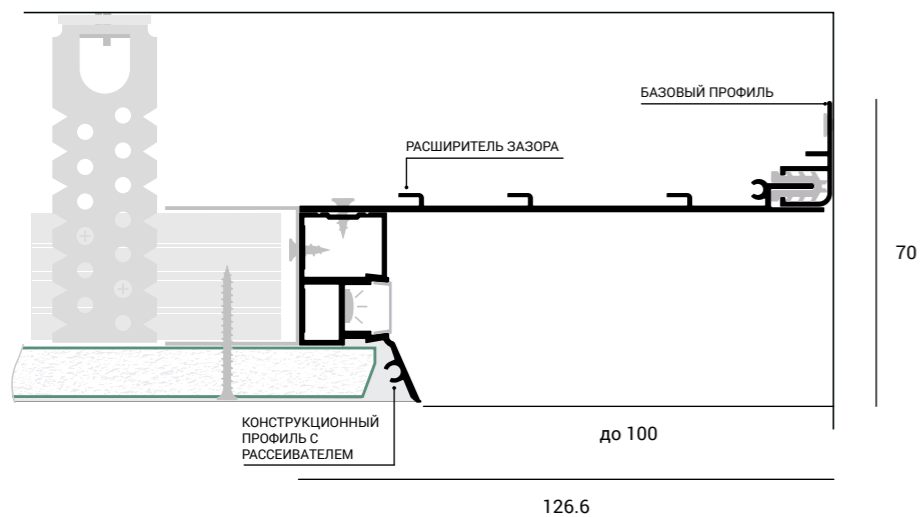 БАЗОВЫЙ ПРОФИЛЬ
РАСШИРИТЕЛЬ ЗАЗОРА
70
КОНСТРУКЦИОННЫЙ
ПРОФИЛЬ С
РАССЕИВАТЕЛЕМ
до 100
126.6